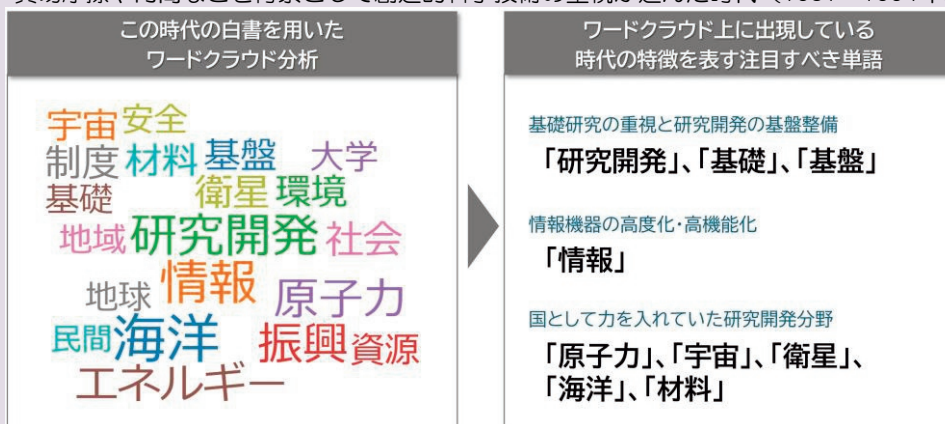 この時代の白書を用いた
ワードクラウド分析
宇宙 安全
制度 材料 基盤 大学
基礎 衛星 環境
地域 研究開発 社会
地球 情報 原子力
民間 海洋 振興 資源
エネルギー
ワードクラウド上に出現している
時代の特徴を表す注目すべき単語
基礎研究の重視と研究開発の基盤整備
「研究開発」、「基礎」、「基盤」
情報機器の高度化・高機能化
「情報」
国として力を入れていた研究開発分野
「原子力」、「宇宙」、「衛星」、
「海洋」、「材料」